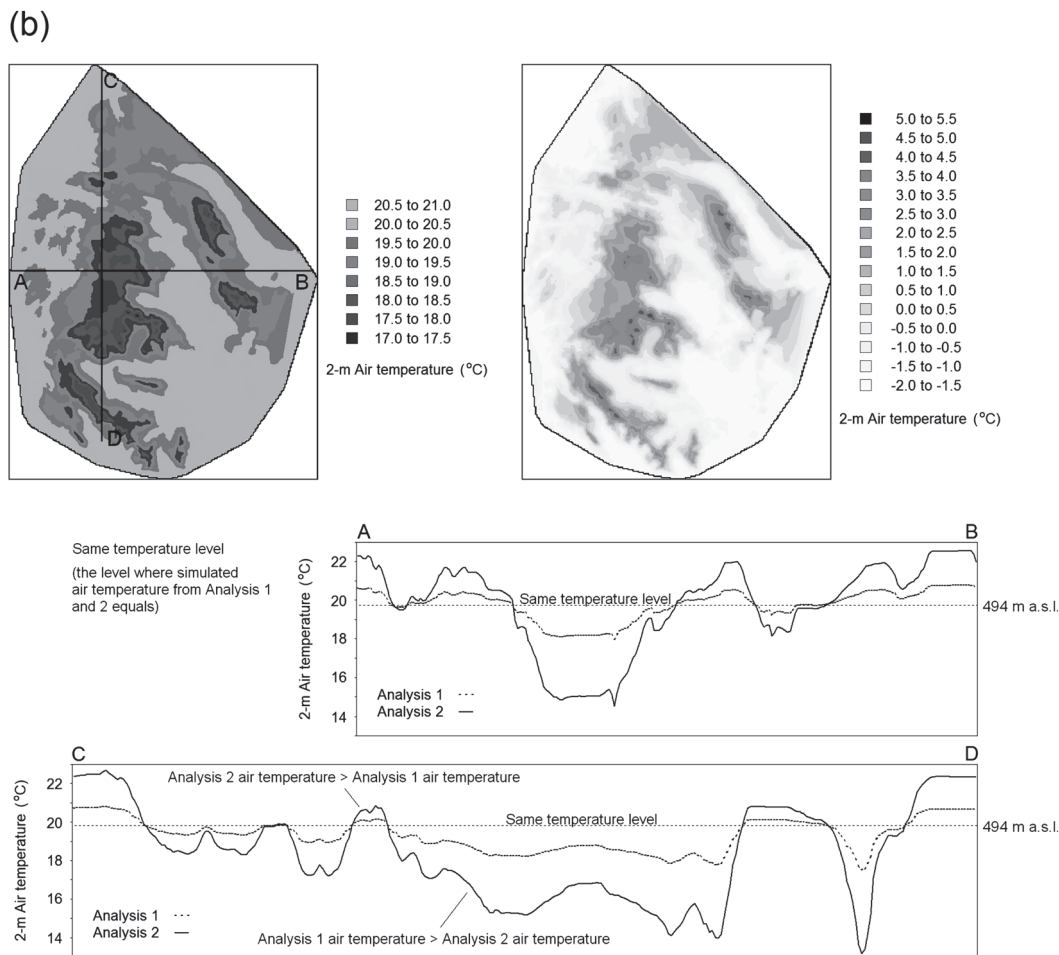 (b)
C
A
B
D
20.5 to 21.0
20.0 to 20.5
19.5 to 20.0
19.0 to 19.5
18.5 to 19.0
18.0 to 18.5
17.5 to 18.0
17.0 to 17.5
2-m Air temperature (°C)
5.0 to 5.5
4.5 to 5.0
4.0 to 4.5
3.5 to 4.0
3.0 to 3.5
2.5 to 3.0
2.0 to 2.5
1.5 to 2.0
1.0 to 1.5
0.5 to 1.0
0.0 to 0.5
-0.5 to 0.0
-1.0 to -0.5
-1.5 to -1.0
-2.0 to -1.5
2-m Air temperature (°C)
Same temperature level
(the level where simulated
air temperature from Analysis 1
and 2 equals)
A
B
2-m Air temperature (°C)
22
20
18
16
14
Same temperature level
494 m a.s.l.
Analysis 1
Analysis 2
C
D
2-m Air temperature (°C)
22
20
18
16
14
Analysis 2 air temperature > Analysis 1 air temperature
Same temperature level
494 m a.s.l.
Analysis 1
Analysis 2
Analysis 1 air temperature > Analysis 2 air temperature